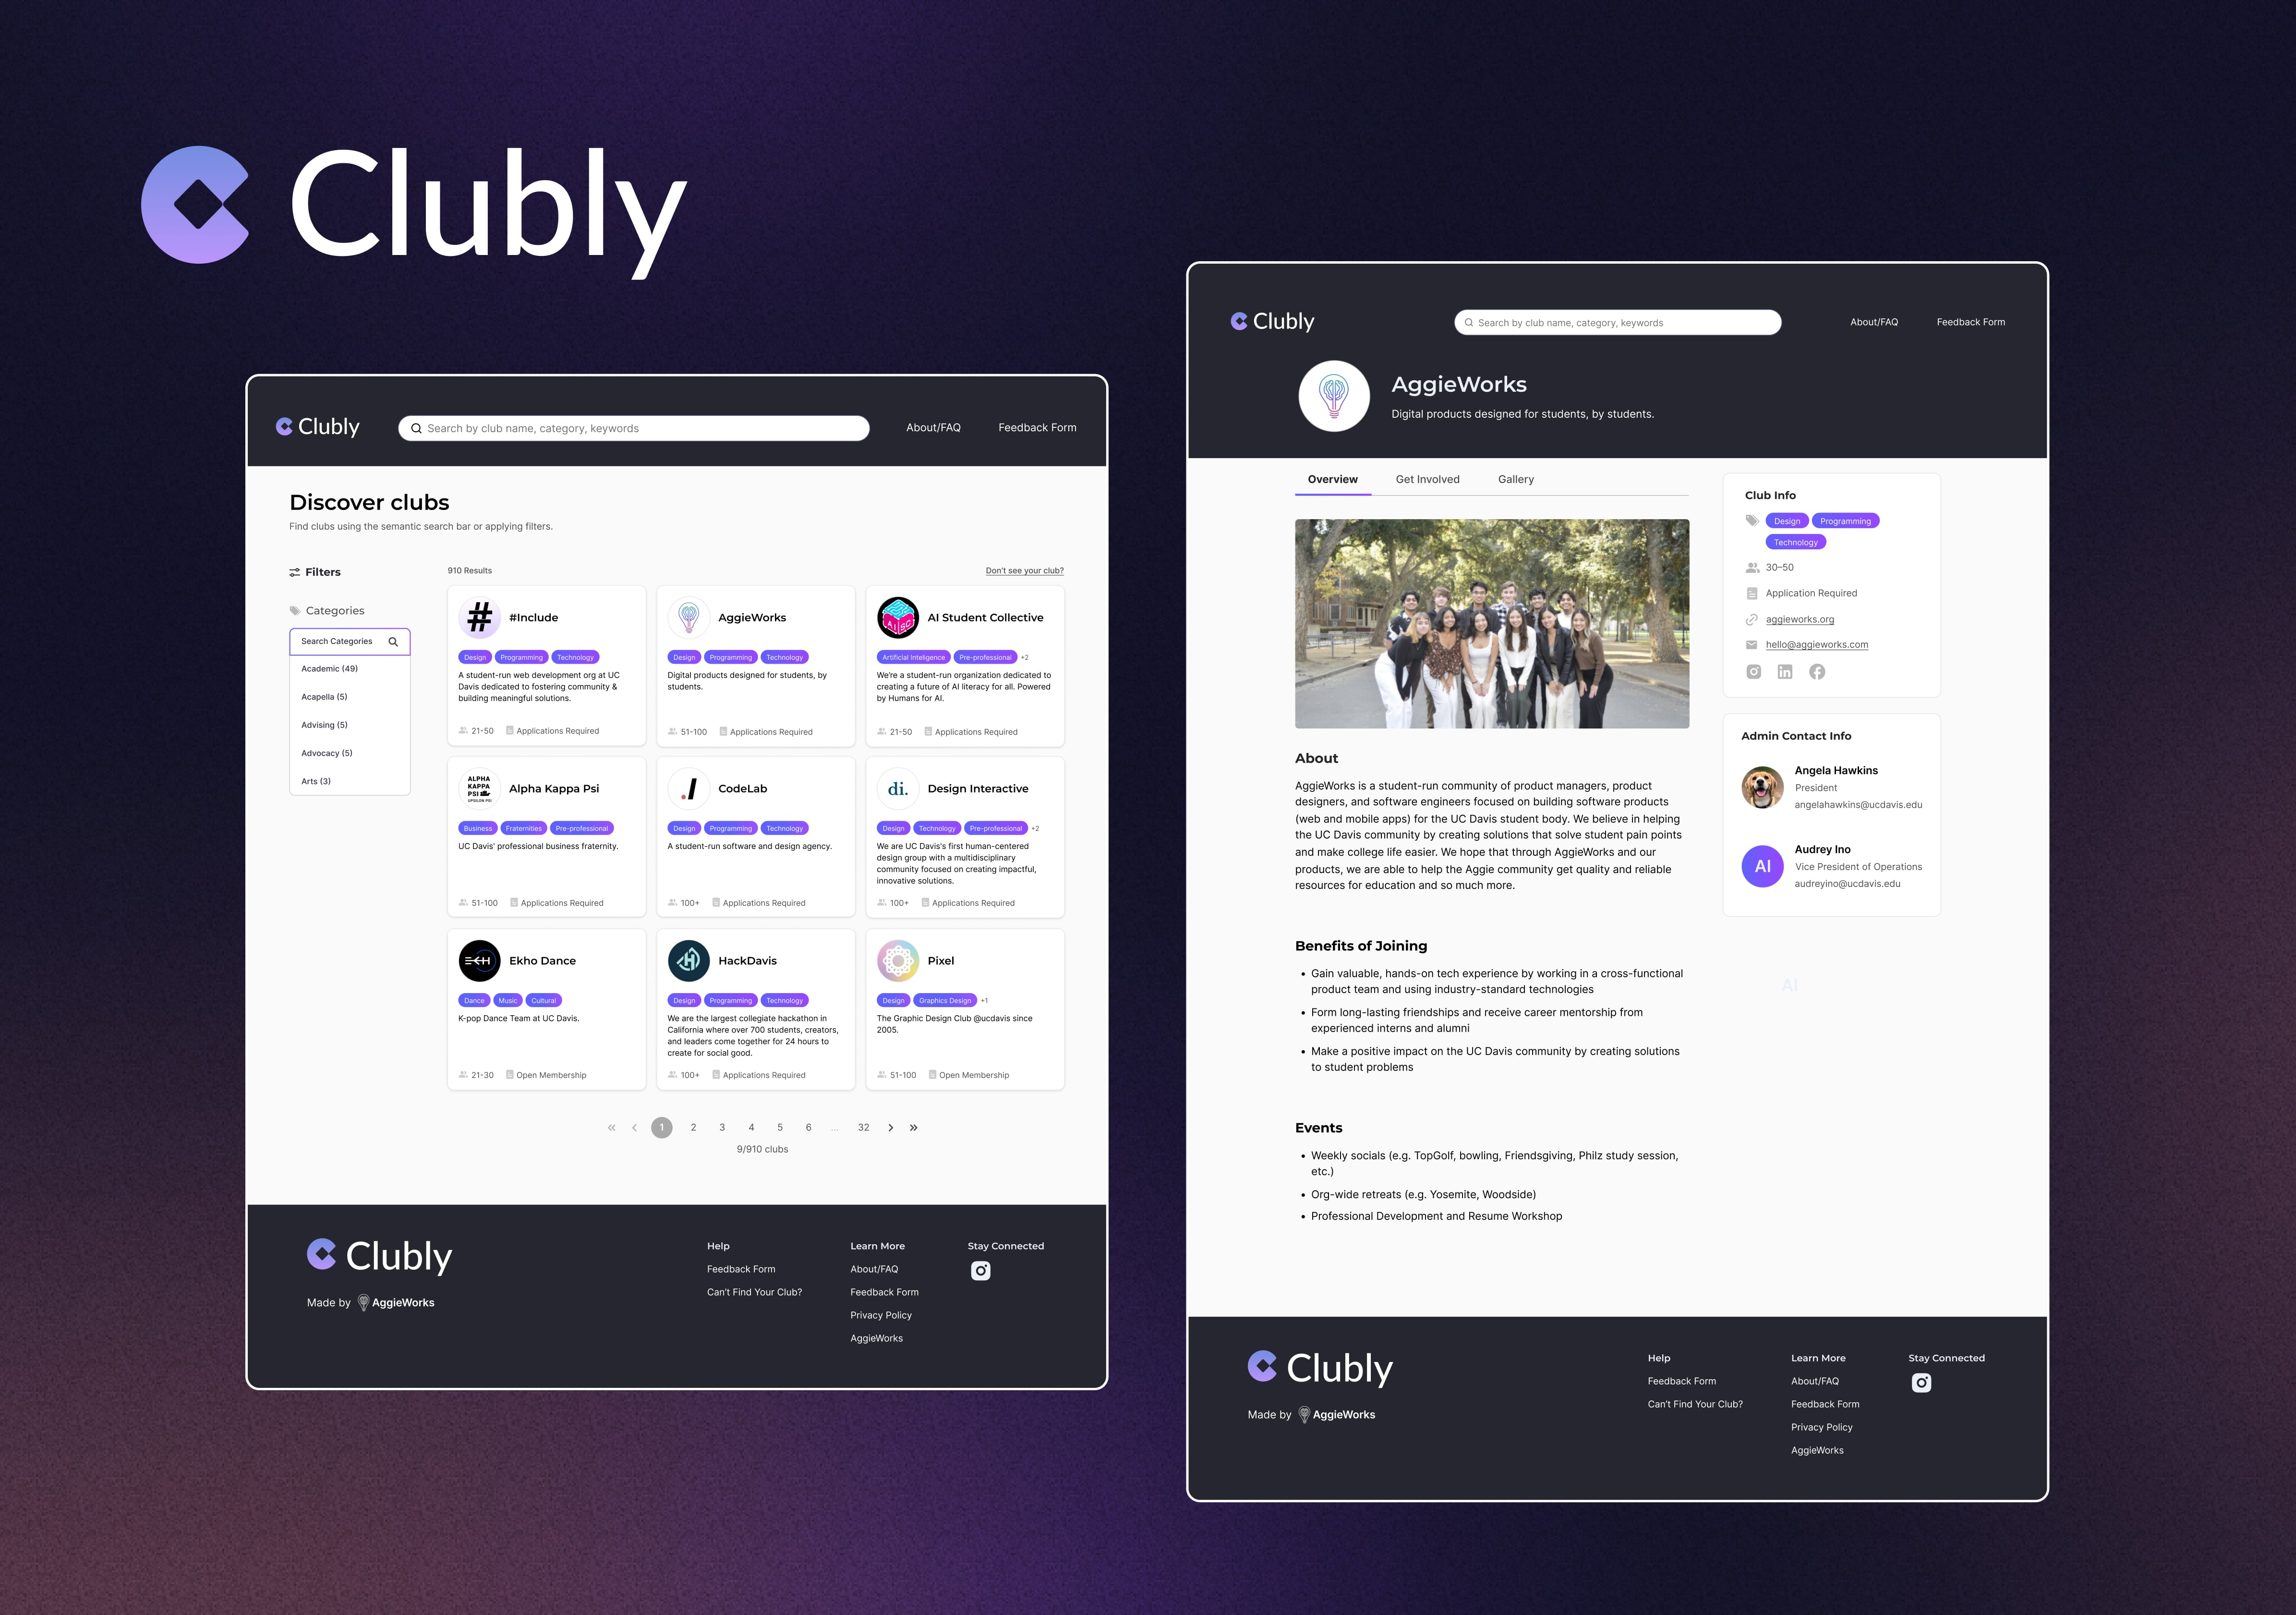 Clubly
Clubly
Search by club name, category, keywords
About/FAQ
Feedback Form
Discover clubs
Find clubs using the semantic search bar or applying filters.
Filters
Categories
Search Categories
Academic (49)
Acapella (5)
Advising (5)
Advocacy (5)
Arts (3)
910 Results
Don't see your club?
#
#Include
Design Programming Technology
A student-run web development org at UC
Davis dedicated to fostering community &
building meaningful solutions.
21-50 Applications Required
AggieWorks
Design Programming Technology
Digital products designed for students, by
students.
51-100 Applications Required
AISC
AI Student Collective
Artificial Inteligence Pre-professional +2
We're a student-run organization dedicated to
creating a future of AI literacy for all. Powered
by Humans for AI.
21-50 Applications Required
ALPHA
KAPPA
PSI
UPSILON PSI
Alpha Kappa Psi
Business Fraternities Pre-professional
UC Davis' professional business fraternity.
51-100 Applications Required
./
CodeLab
Design Programming Technology
A student-run software and design agency.
100+ Applications Required
di.
Design Interactive
Design Technology Pre-professional +2
We are UC Davis's first human-centered
design group with a multidisciplinary
community focused on creating impactful,
innovative solutions.
100+ Applications Required
EKH
Ekho Dance
Dance Music Cultural
K-pop Dance Team at UC Davis.
21-30 Open Membership
H
HackDavis
Design Programming Technology
We are the largest collegiate hackathon in
California where over 700 students, creators,
and leaders come together for 24 hours to
create for social good.
100+ Applications Required
Pixel
Design Graphics Design +1
The Graphic Design Club @ucdavis since
2005.
51-100 Open Membership
« ‹ 1 2 3 4 5 6 ... 32 › »
9/910 clubs
Clubly
Made by AggieWorks
Help
Feedback Form
Can't Find Your Club?
Learn More
About/FAQ
Feedback Form
Privacy Policy
AggieWorks
Stay Connected
Clubly
Search by club name, category, keywords
About/FAQ
Feedback Form
AggieWorks
Digital products designed for students, by students.
Overview
Get Involved
Gallery
About
AggieWorks is a student-run community of product managers, product
designers, and software engineers focused on building software products
(web and mobile apps) for the UC Davis student body. We believe in helping
the UC Davis community by creating solutions that solve student pain points
and make college life easier. We hope that through AggieWorks and our
products, we are able to help the Aggie community get quality and reliable
resources for education and so much more.
Benefits of Joining
• Gain valuable, hands-on tech experience by working in a cross-functional
product team and using industry-standard technologies
• Form long-lasting friendships and receive career mentorship from
experienced interns and alumni
• Make a positive impact on the UC Davis community by creating solutions
to student problems
Events
• Weekly socials (e.g. TopGolf, bowling, Friendsgiving, Philz study session,
etc.)
• Org-wide retreats (e.g. Yosemite, Woodside)
• Professional Development and Resume Workshop
Club Info
Design Programming
Technology
30–50
Application Required
aggieworks.org
hello@aggieworks.com
in
Admin Contact Info
Angela Hawkins
President
angelahawkins@ucdavis.edu
AI
Audrey Ino
Vice President of Operations
audreyino@ucdavis.edu
AI
Clubly
Made by AggieWorks
Help
Feedback Form
Can't Find Your Club?
Learn More
About/FAQ
Feedback Form
Privacy Policy
AggieWorks
Stay Connected